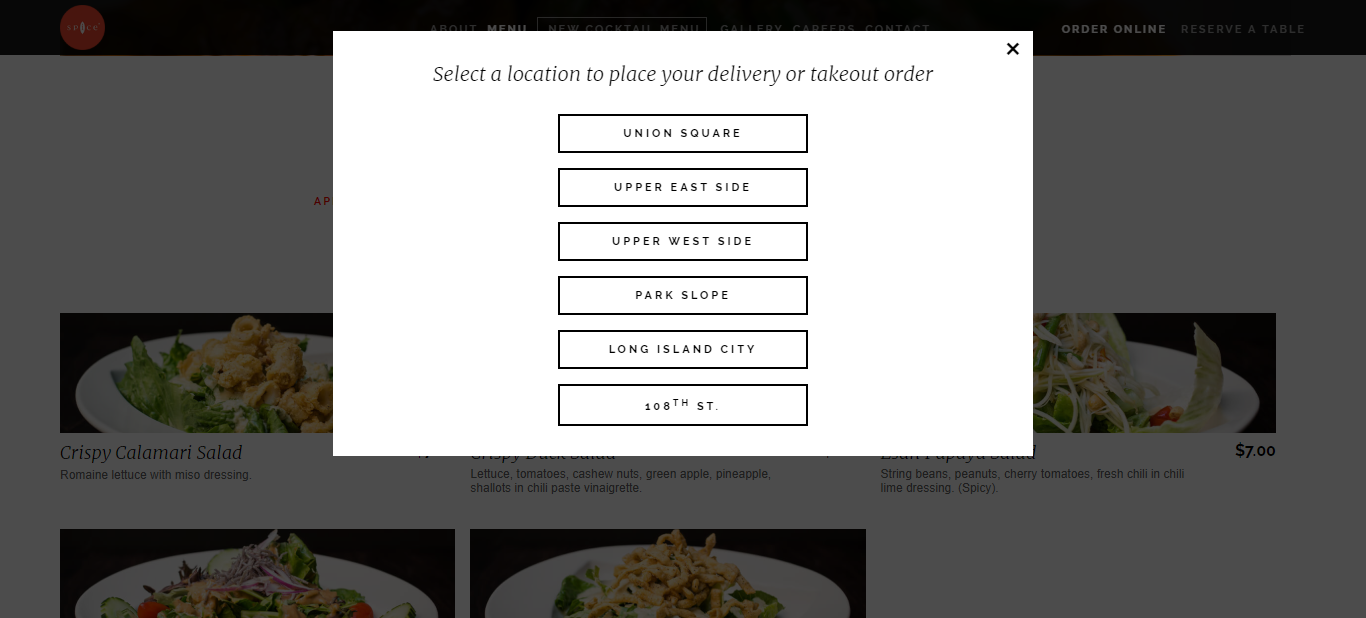 spice
ABOUT MENU NEW COCKTAIL MENU GALLERY CAREERS CONTACT ORDER ONLINE RESERVE A TABLE
Select a location to place your delivery or takeout order
UNION SQUARE
UPPER EAST SIDE
UPPER WEST SIDE
PARK SLOPE
LONG ISLAND CITY
108TH ST.
AP
Crispy Calamari Salad
Romaine lettuce with miso dressing.
Crispy Duck Salad
Lettuce, tomatoes, cashew nuts, green apple, pineapple,
shallots in chili paste vinaigrette.
Esan Papaya Salad $7.00
String beans, peanuts, cherry tomatoes, fresh chili in chili
lime dressing. (Spicy).